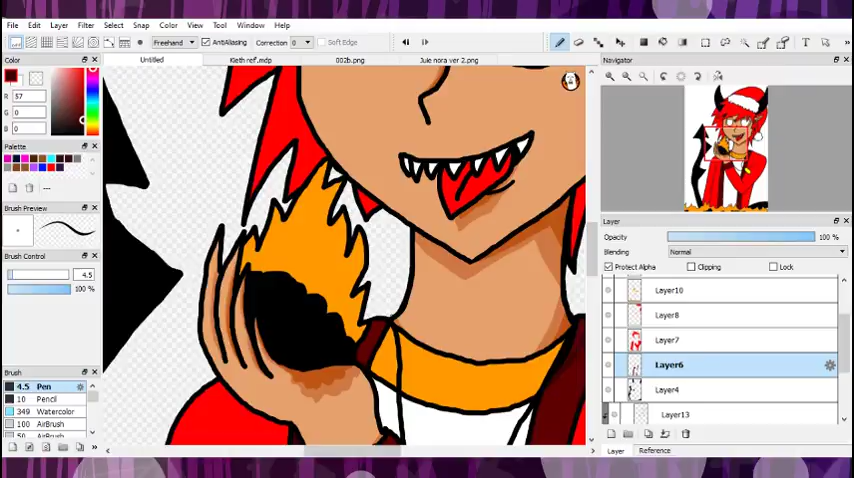 File Edit Layer Filter Select Snap Color View Tool Window Help
Freehand AntiAliasing Correction 0 Soft Edge
Color
Untitled Kieth ref.mdp 002b.png Jule nora ver 2.png
Navigator
R 57
G 0
B 0
Palette
---
Brush Preview
Brush Control
4.5
100 %
Brush
4.5 Pen
10 Pencil
349 Watercolor
100 AirBrush
50 AirBrush
Layer
Opacity 100 %
Blending Normal
Protect Alpha Clipping Lock
Layer10
Layer8
Layer7
Layer6
Layer4
Layer13
Layer Reference